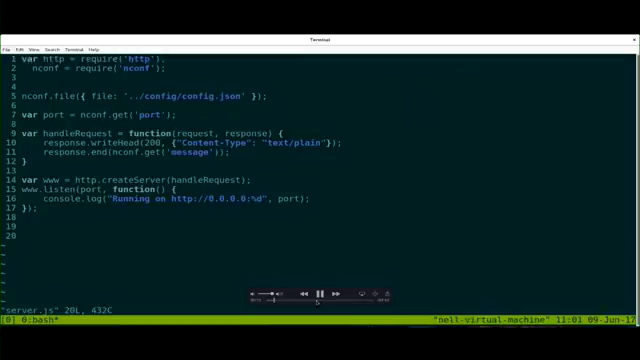 Terminal
File Edit View Search Terminal Help
1 var http = require('http'),
2 nconf = require('nconf');
3
4
5 nconf.file({ file: '../config/config.json' });
6
7 var port = nconf.get('port');
8
9 var handleRequest = function(request, response) {
10 response.writeHead(200, {"Content-Type": "text/plain"});
11 response.end(nconf.get('message'));
12 }
13
14 var www = http.createServer(handleRequest);
15 www.listen(port, function() {
16 console.log("Running on http://0.0.0.0:%d", port);
17 });
18
19
20
~
~
~
~
~
~
"server.js" 20L, 432C
[0] 0:bash* "nell-virtual-machine" 11:01 09-Jun-17